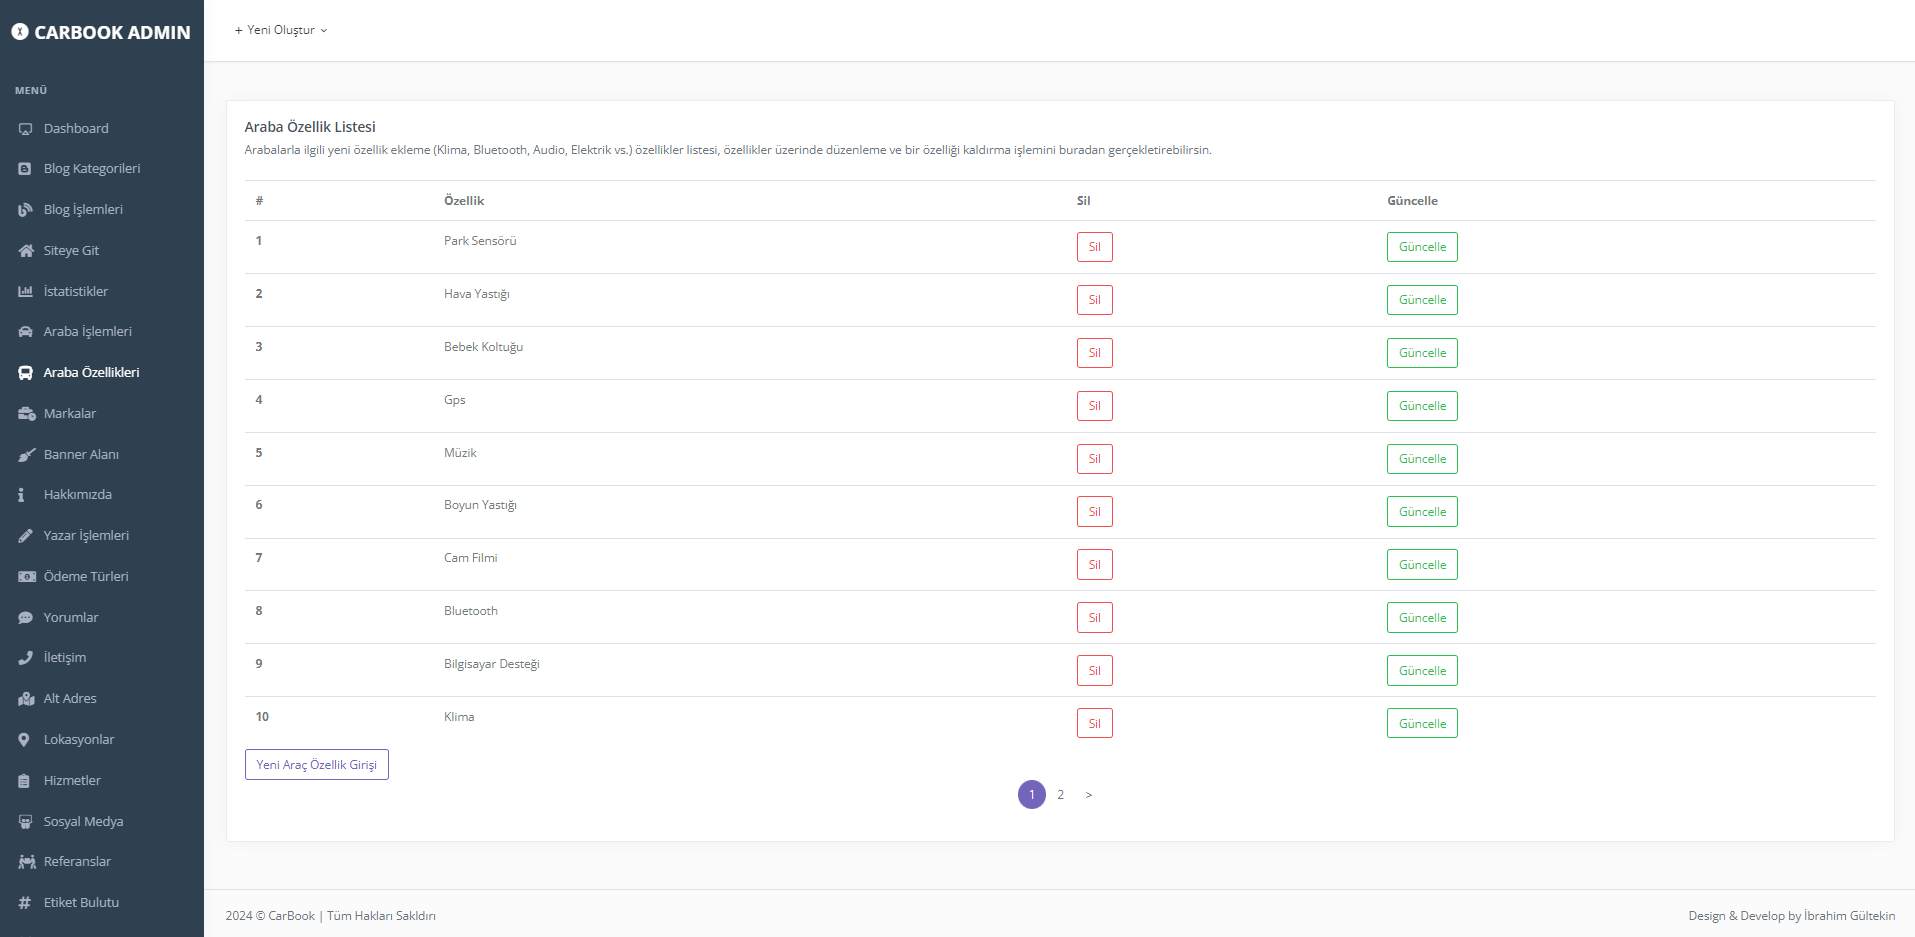 CARBOOK ADMIN
+ Yeni Oluştur
MENÜ
Dashboard
Blog Kategorileri
Blog İşlemleri
Siteye Git
İstatistikler
Araba İşlemleri
Araba Özellikleri
Markalar
Banner Alanı
Hakkımızda
Yazar İşlemleri
Ödeme Türleri
Yorumlar
İletişim
Alt Adres
Lokasyonlar
Hizmetler
Sosyal Medya
Referanslar
Etiket Bulutu
Araba Özellik Listesi
Arabalarla ilgili yeni özellik ekleme (Klima, Bluetooth, Audio, Elektrik vs.) özellikler listesi, özellikler üzerinde düzenleme ve bir özelliği kaldırma işlemini buradan gerçekletirebilirsin.
# Özellik Sil Güncelle
1 Park Sensörü Sil Güncelle
2 Hava Yastığı Sil Güncelle
3 Bebek Koltuğu Sil Güncelle
4 Gps Sil Güncelle
5 Müzik Sil Güncelle
6 Boyun Yastığı Sil Güncelle
7 Cam Filmi Sil Güncelle
8 Bluetooth Sil Güncelle
9 Bilgisayar Desteği Sil Güncelle
10 Klima Sil Güncelle
Yeni Araç Özellik Girişi
1 2 >
2024 © CarBook | Tüm Hakları Sakldırı
Design & Develop by İbrahim Gültekin